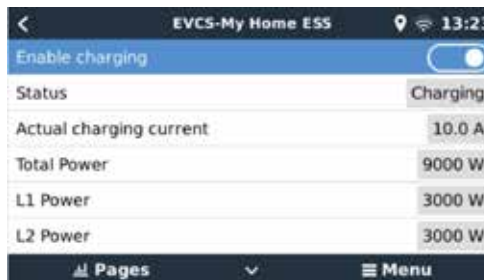 EVCS-My Home ESS 13:23
Enable charging
Status Charging
Actual charging current 10.0 A
Total Power 9000 W
L1 Power 3000 W
L2 Power 3000 W
Pages Menu